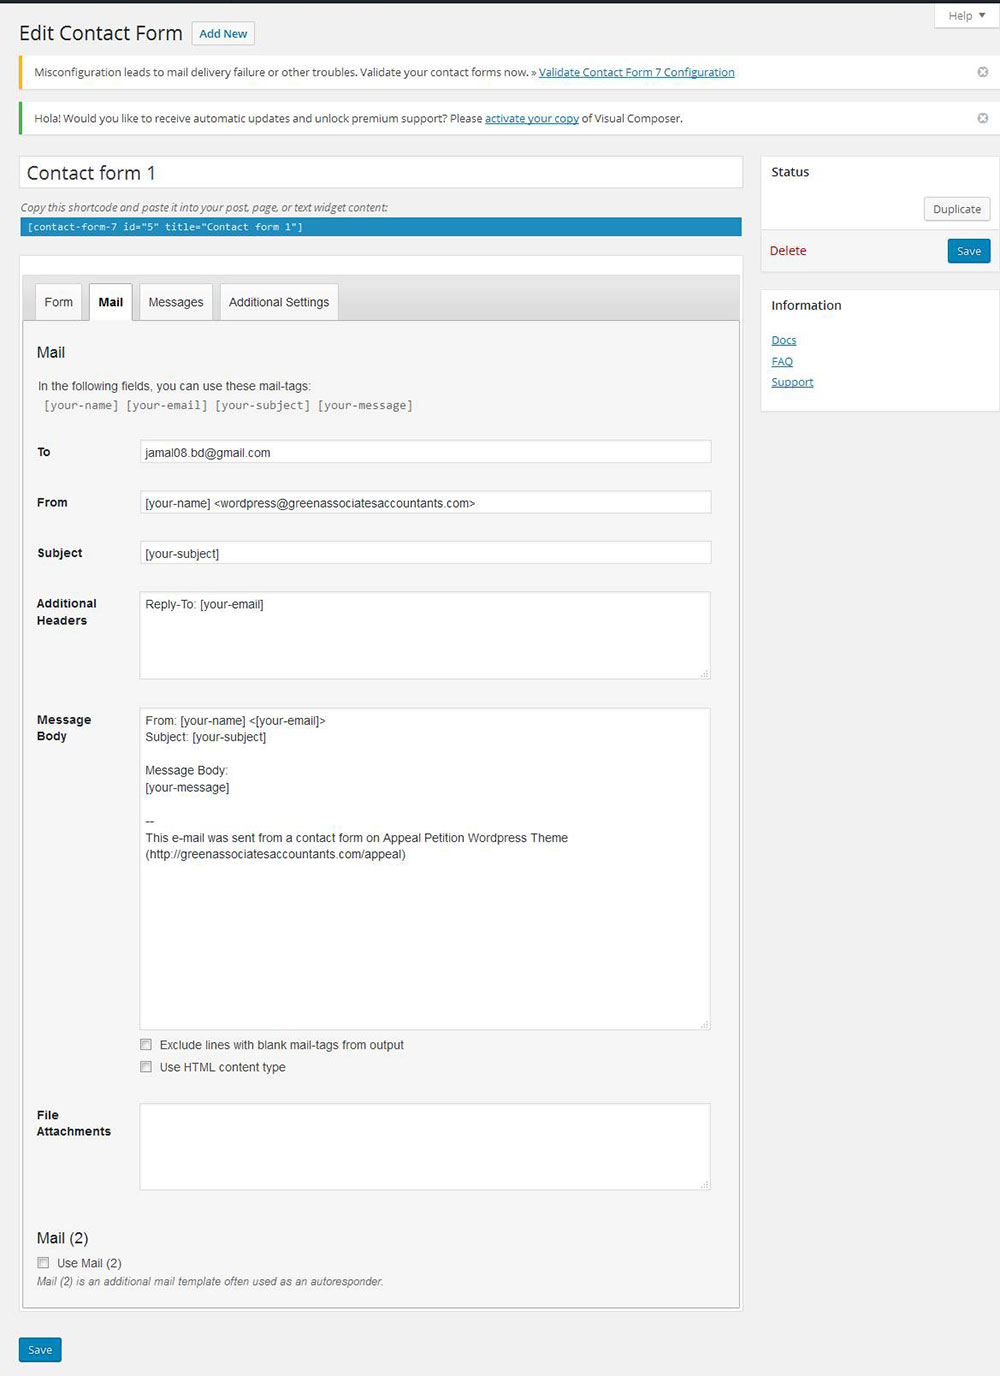 Help ▼
Edit Contact Form Add New
Misconfiguration leads to mail delivery failure or other troubles. Validate your contact forms now. » Validate Contact Form 7 Configuration
Hola! Would you like to receive automatic updates and unlock premium support? Please activate your copy of Visual Composer.
Contact form 1
Copy this shortcode and paste it into your post, page, or text widget content:
[contact-form-7 id="5" title="Contact form 1"]
Status
Duplicate
Delete
Save
Information
Docs
FAQ
Support
Form Mail Messages Additional Settings
Mail
In the following fields, you can use these mail-tags:
[your-name] [your-email] [your-subject] [your-message]
To
jamal08.bd@gmail.com
From
[your-name] <wordpress@greenassociatesaccountants.com>
Subject
[your-subject]
Additional
Headers
Reply-To: [your-email]
Message
Body
From: [your-name] <[your-email]>
Subject: [your-subject]
Message Body:
[your-message]
--
This e-mail was sent from a contact form on Appeal Petition Wordpress Theme
(http://greenassociatesaccountants.com/appeal)
Exclude lines with blank mail-tags from output
Use HTML content type
File
Attachments
Mail (2)
Use Mail (2)
Mail (2) is an additional mail template often used as an autoresponder.
Save